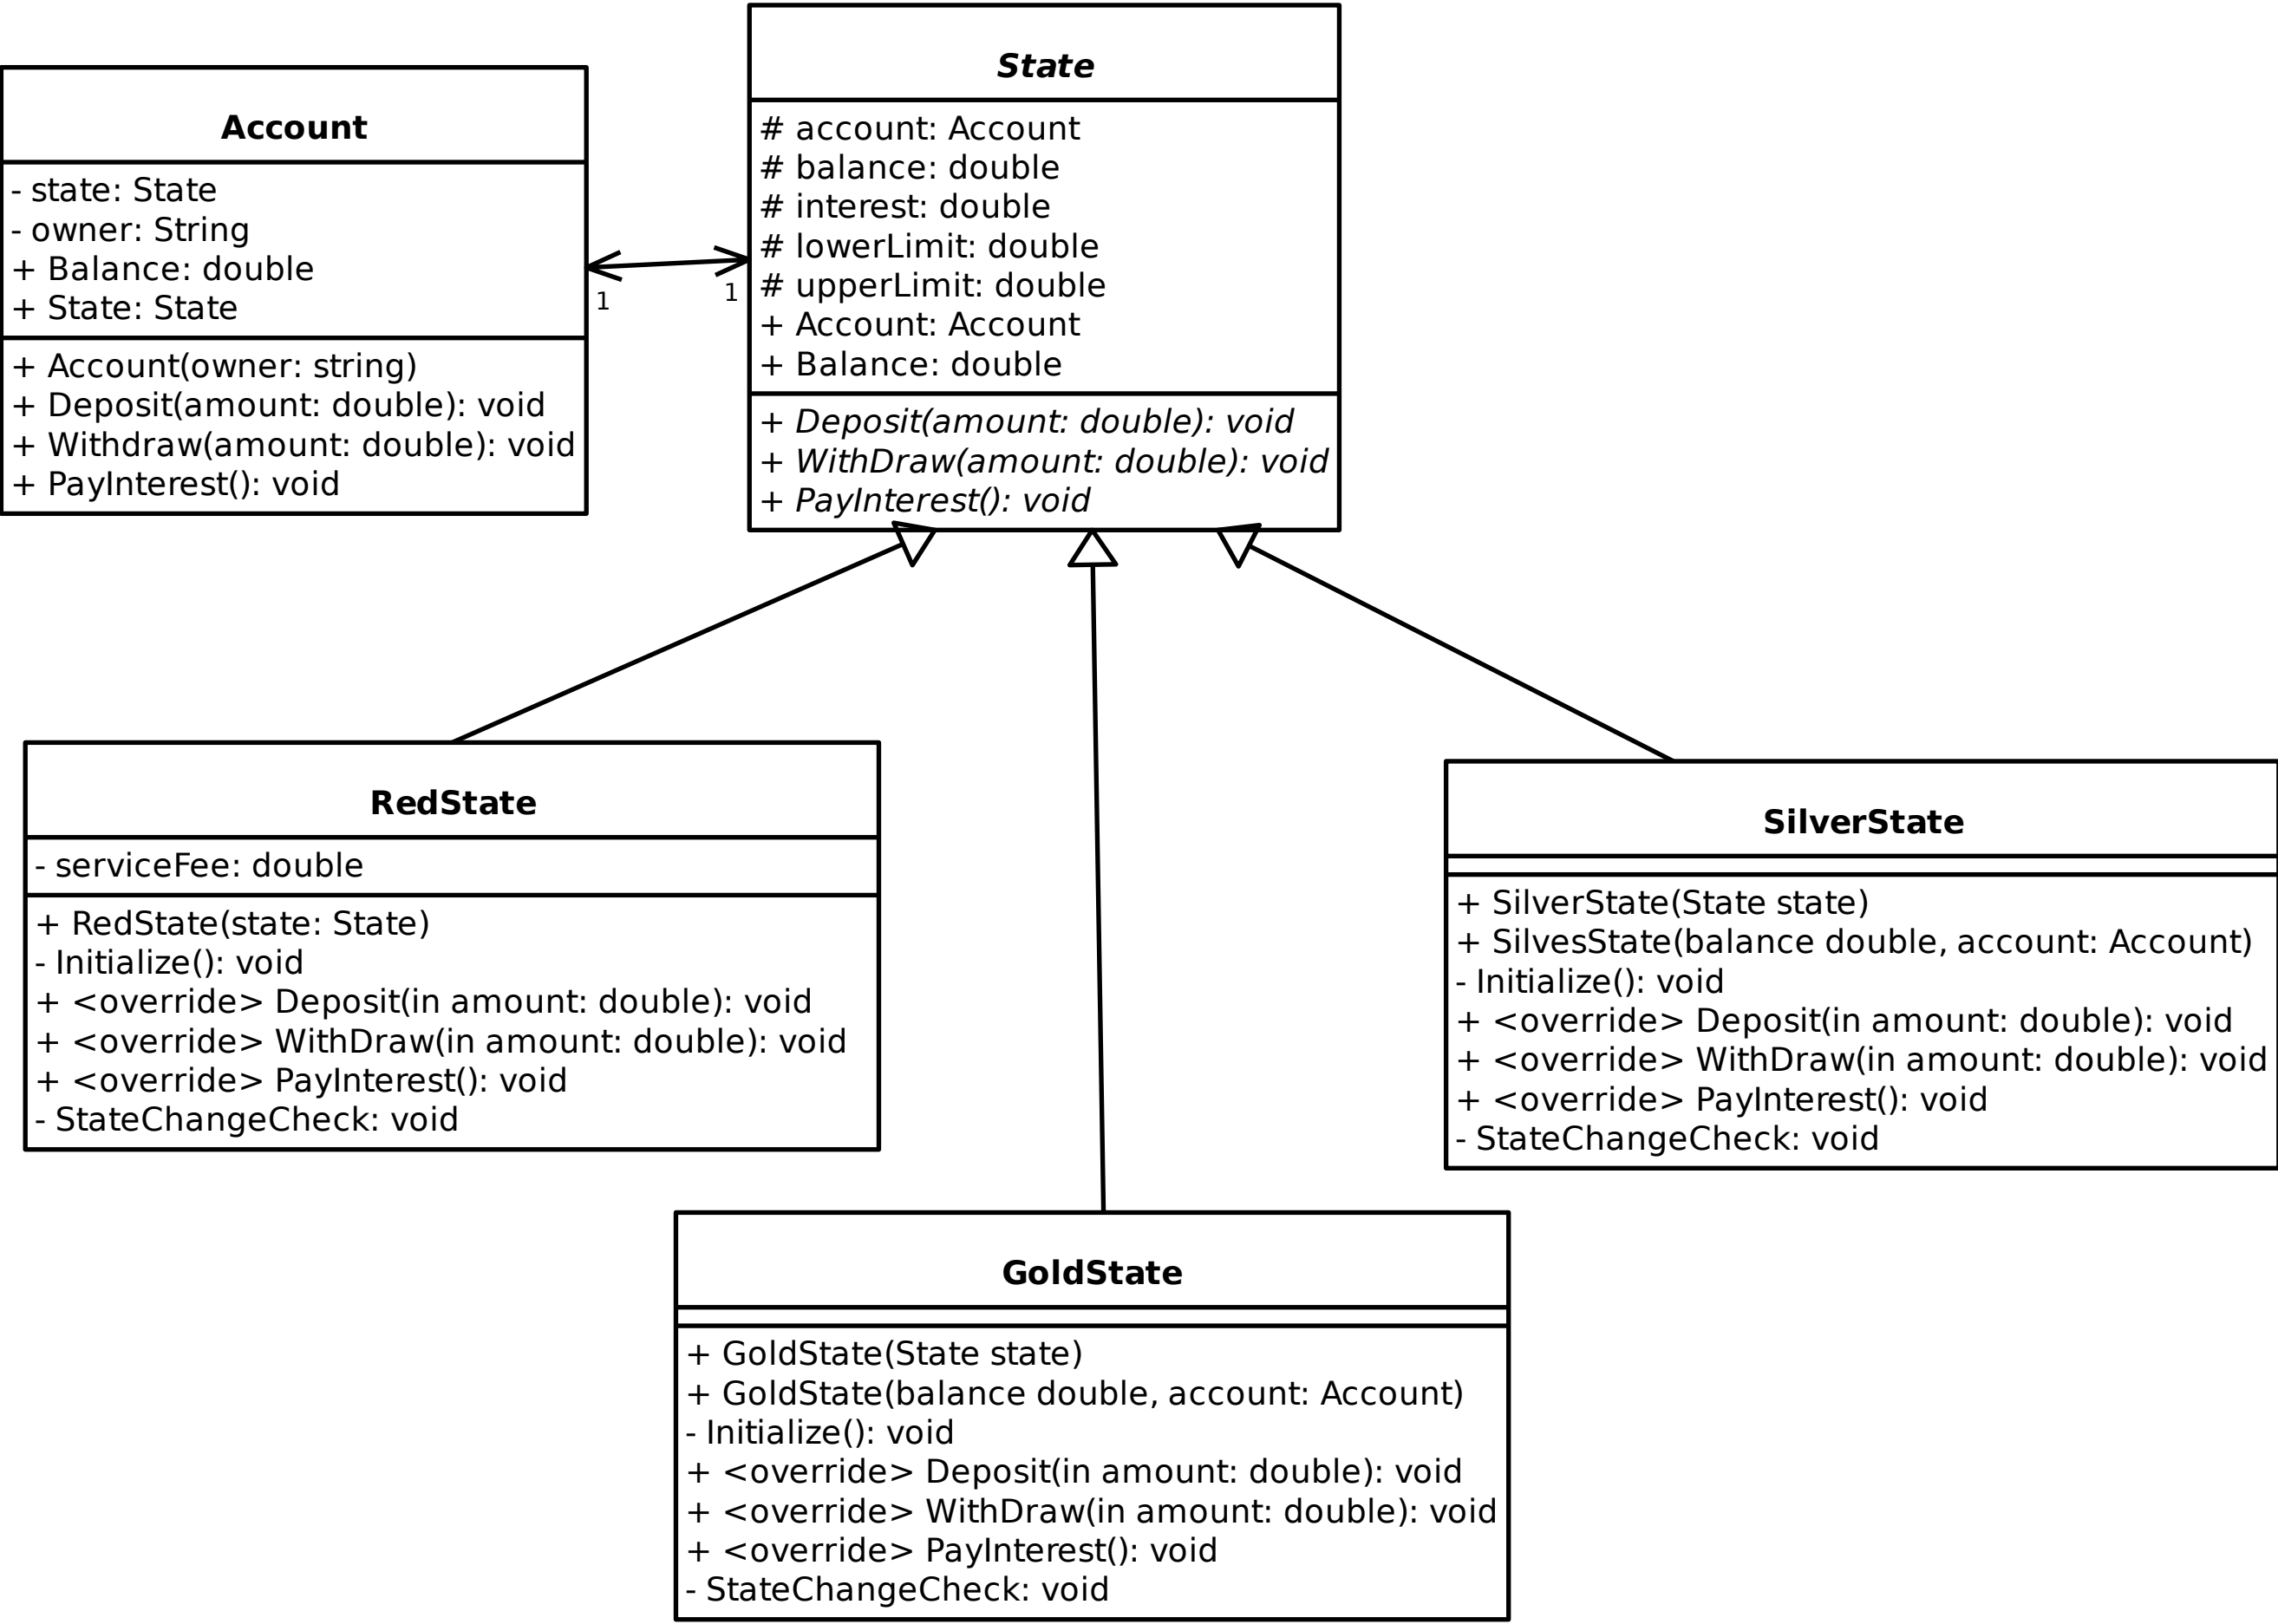 Account
- state: State
- owner: String
+ Balance: double
+ State: State
+ Account(owner: string)
+ Deposit(amount: double): void
+ Withdraw(amount: double): void
+ PayInterest(): void
1
1
State
# account: Account
# balance: double
# interest: double
# lowerLimit: double
# upperLimit: double
+ Account: Account
+ Balance: double
+ Deposit(amount: double): void
+ WithDraw(amount: double): void
+ PayInterest(): void
RedState
- serviceFee: double
+ RedState(state: State)
- Initialize(): void
+ <override> Deposit(in amount: double): void
+ <override> WithDraw(in amount: double): void
+ <override> PayInterest(): void
- StateChangeCheck: void
SilverState
+ SilverState(State state)
+ SilvesState(balance double, account: Account)
- Initialize(): void
+ <override> Deposit(in amount: double): void
+ <override> WithDraw(in amount: double): void
+ <override> PayInterest(): void
- StateChangeCheck: void
GoldState
+ GoldState(State state)
+ GoldState(balance double, account: Account)
- Initialize(): void
+ <override> Deposit(in amount: double): void
+ <override> WithDraw(in amount: double): void
+ <override> PayInterest(): void
- StateChangeCheck: void